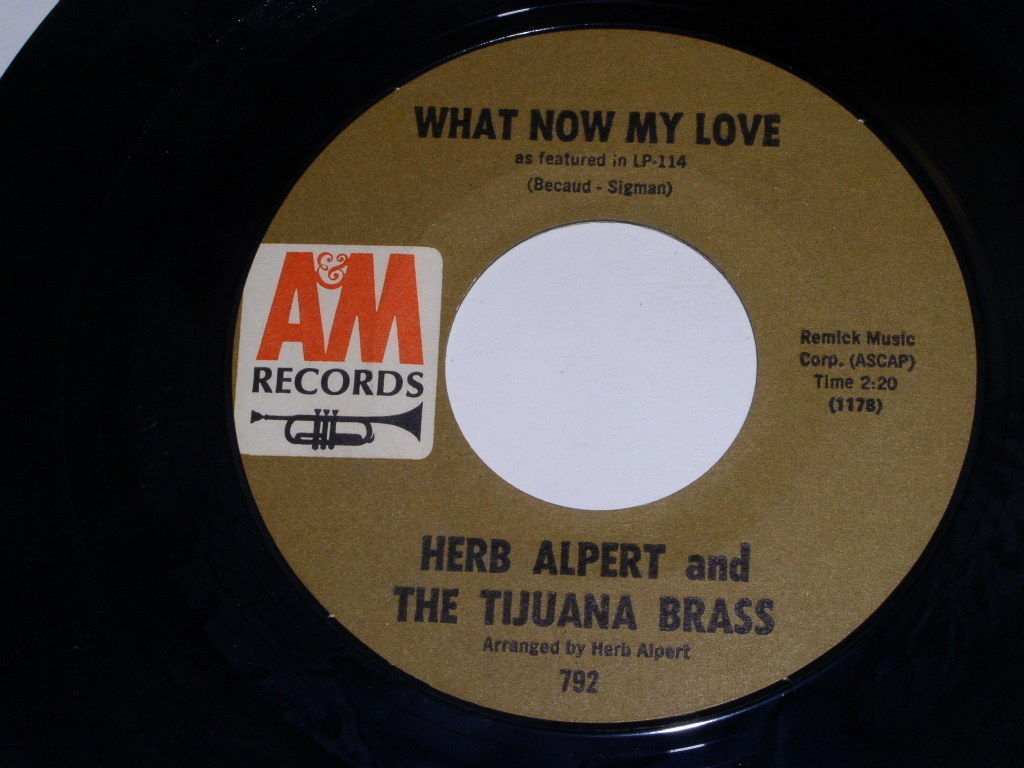 WHAT NOW MY LOVE
as featured in LP-114
(Becaud - Sigman)
A&M
RECORDS
Remick Music
Corp. (ASCAP)
Time 2:20
(1178)
HERB ALPERT and
THE TIJUANA BRASS
Arranged by Herb Alpert
792